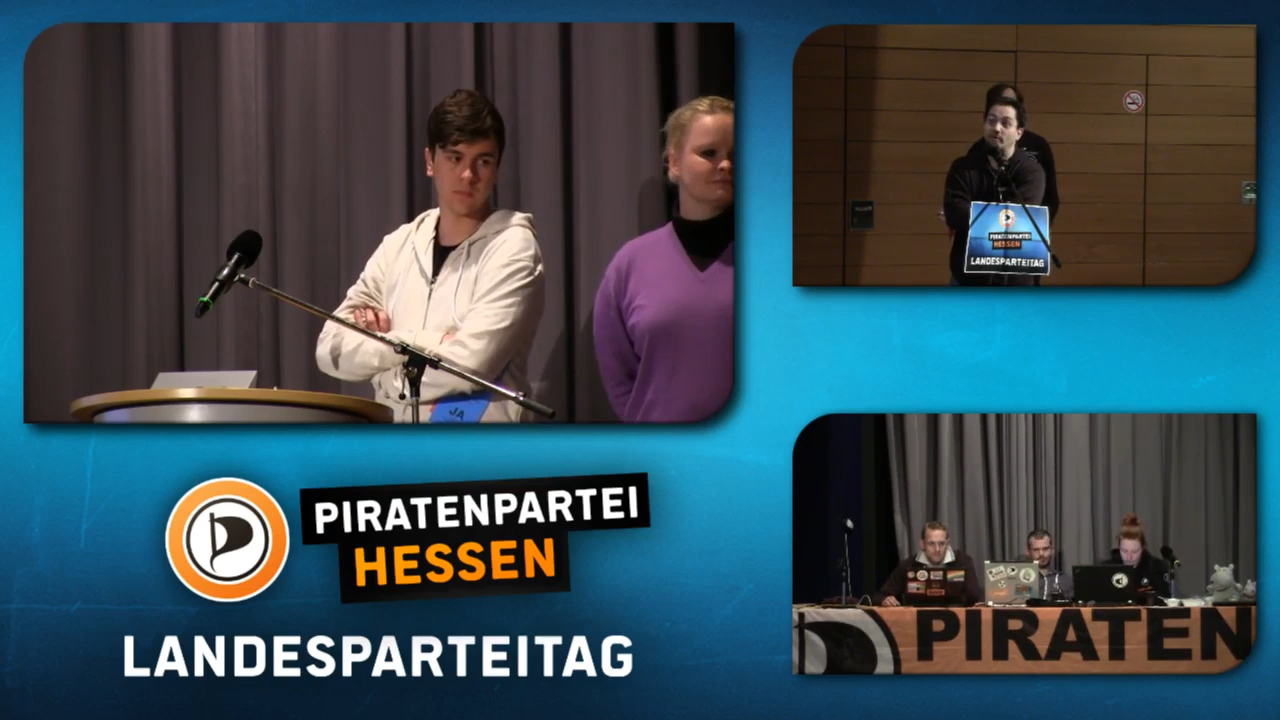 JA
PIRATENPARTEI
HESSEN
LANDESPARTEITAG
PIRATENPARTEI
HESSEN
LANDESPARTEITAG
PIRATEN